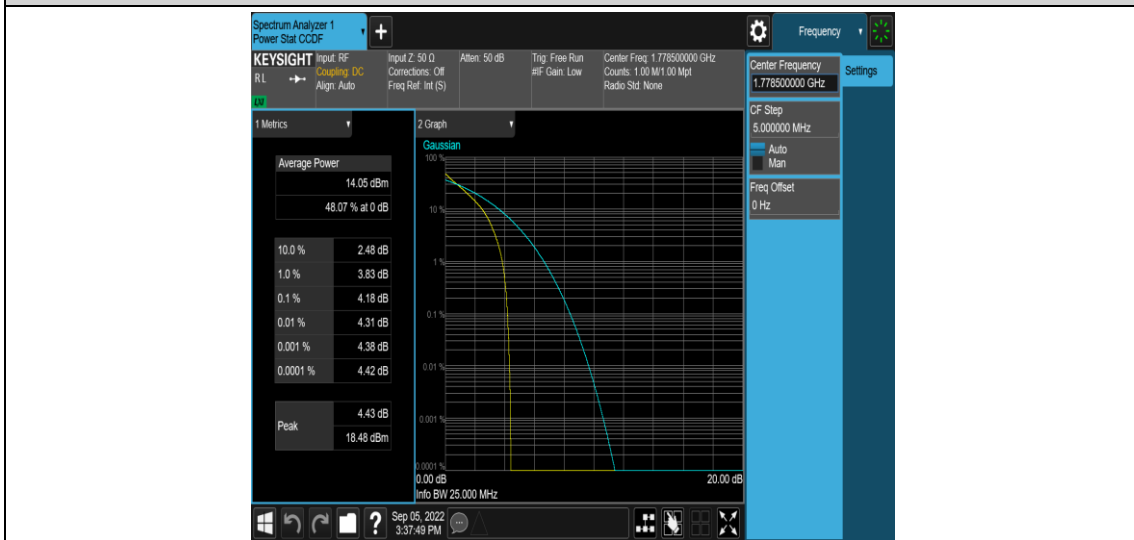 Spectrum Analyzer 1
Power Stat CCDF
+
Frequency
KEYSIGHT
RL
Input: RF
Coupling: DC
Align: Auto
Input Z: 50 Ω
Corrections: Off
Freq Ref: Int (S)
Atten: 50 dB
Trig: Free Run
#IF Gain: Low
Center Freq: 1.778500000 GHz
Counts: 1.00 M/1.00 Mpt
Radio Std: None
Center Frequency
1.778500000 GHz
Settings
CF Step
5.000000 MHz
Auto
Man
Freq Offset
0 Hz
1 Metrics
Average Power
14.05 dBm
48.07 % at 0 dB
10.0 % 2.48 dB
1.0 % 3.83 dB
0.1 % 4.18 dB
0.01 % 4.31 dB
0.001 % 4.38 dB
0.0001 % 4.42 dB
Peak
4.43 dB
18.48 dBm
2 Graph
Gaussian
100 %
10 %
1 %
0.1 %
0.01 %
0.001 %
0.0001 %
0.00 dB 20.00 dB
Info BW 25.000 MHz
?
Sep 05, 2022
3:37:49 PM